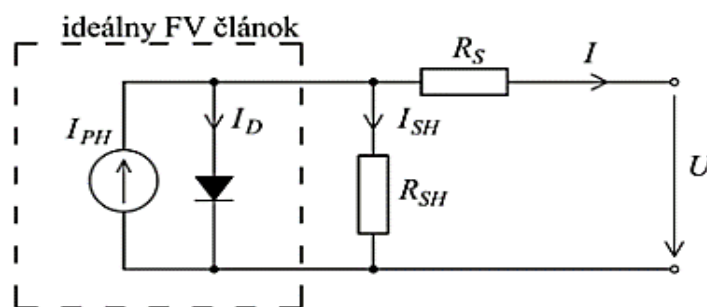 ideálny FV článok
R_S
I
I_PH
I_D
I_SH
R_SH
U